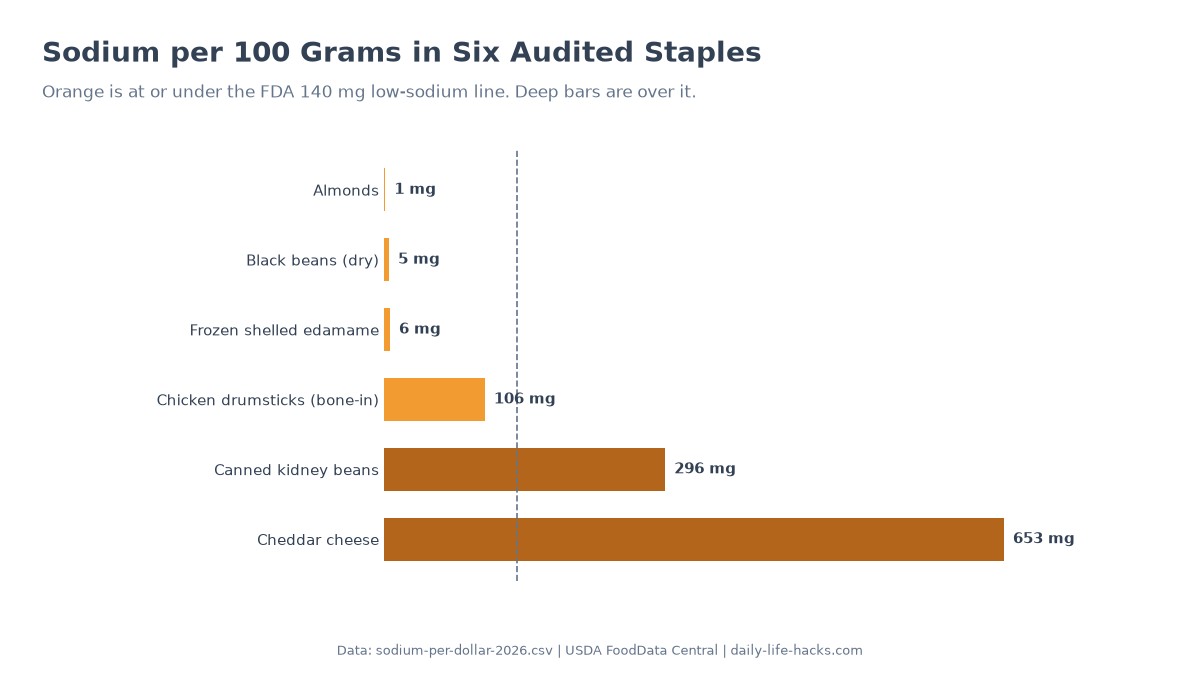 Sodium per 100 Grams in Six Audited Staples
Orange is at or under the FDA 140 mg low-sodium line. Deep bars are over it.
Almonds 1 mg
Black beans (dry) 5 mg
Frozen shelled edamame 6 mg
Chicken drumsticks (bone-in) 106 mg
Canned kidney beans 296 mg
Cheddar cheese 653 mg
Data: sodium-per-dollar-2026.csv | USDA FoodData Central | daily-life-hacks.com